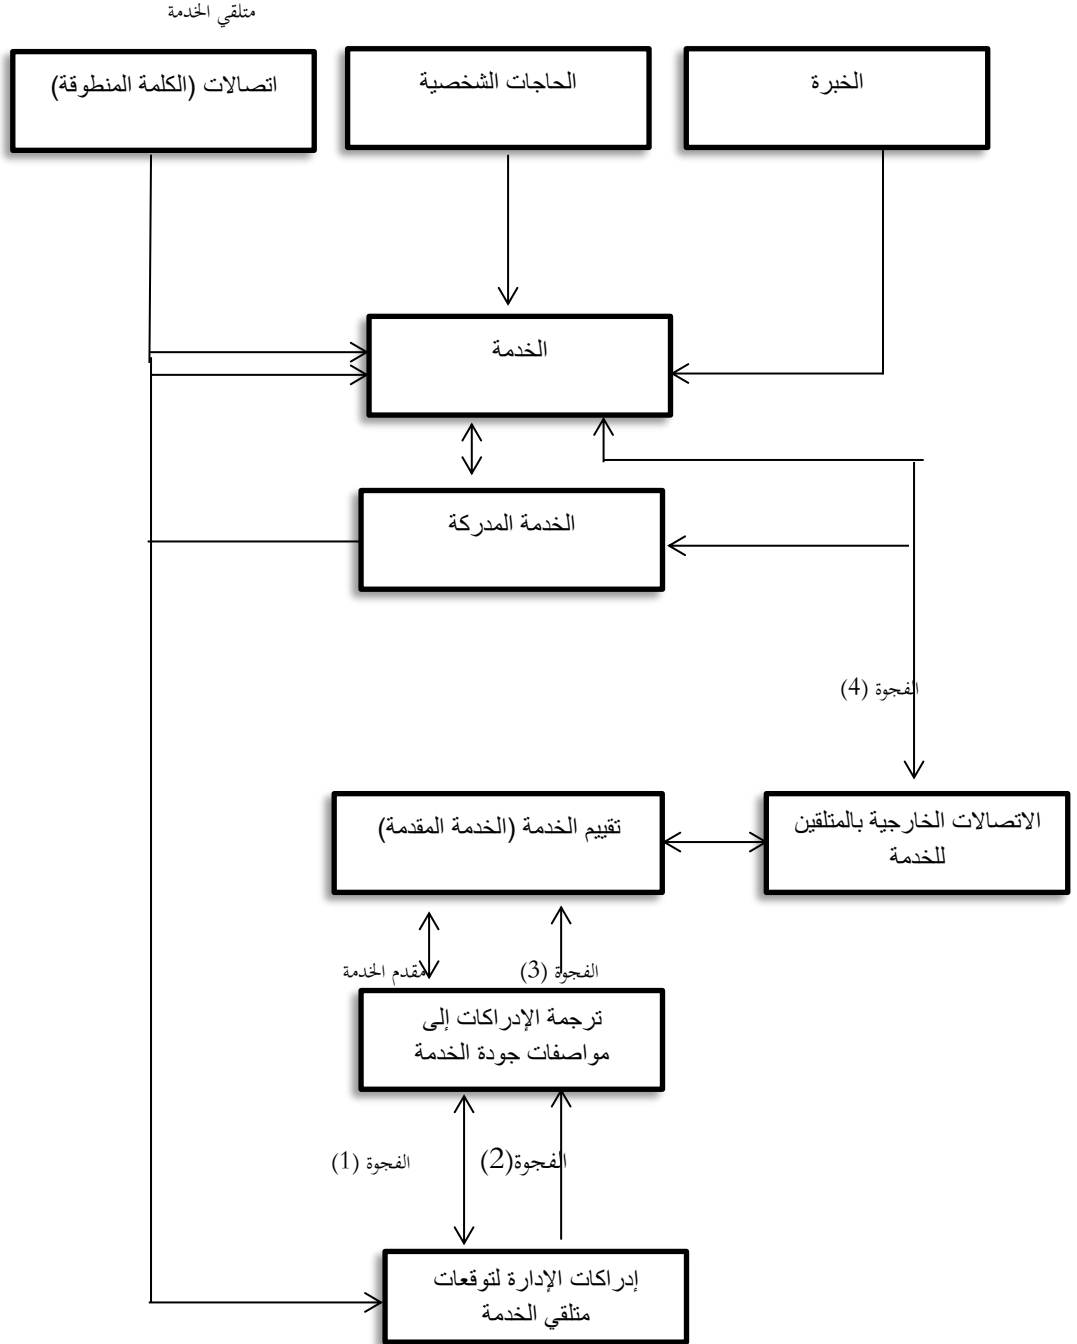 متلقي الخدمة
الخبرة
الحاجات الشخصية
اتصالات (الكلمة المنطوقة)
الخدمة
الخدمة المدركة
الفجوة (4)
الاتصالات الخارجية بالمتلقين
للخدمة
تقييم الخدمة (الخدمة المقدمة)
الفجوة (3)
مقدم الخدمة
ترجمة الإدراكات إلى
مواصفات جودة الخدمة
الفجوة(2)
الفجوة (1)
إدراكات الإدارة لتوقعات
متلقي الخدمة